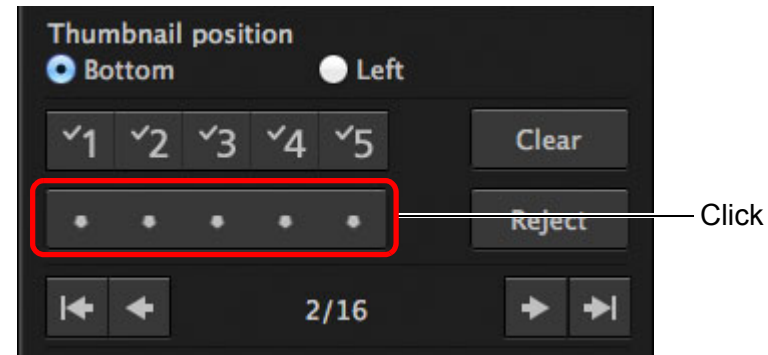 Thumbnail position
Bottom Left
✓1 ✓2 ✓3 ✓4 ✓5 Clear
Reject Click
2/16